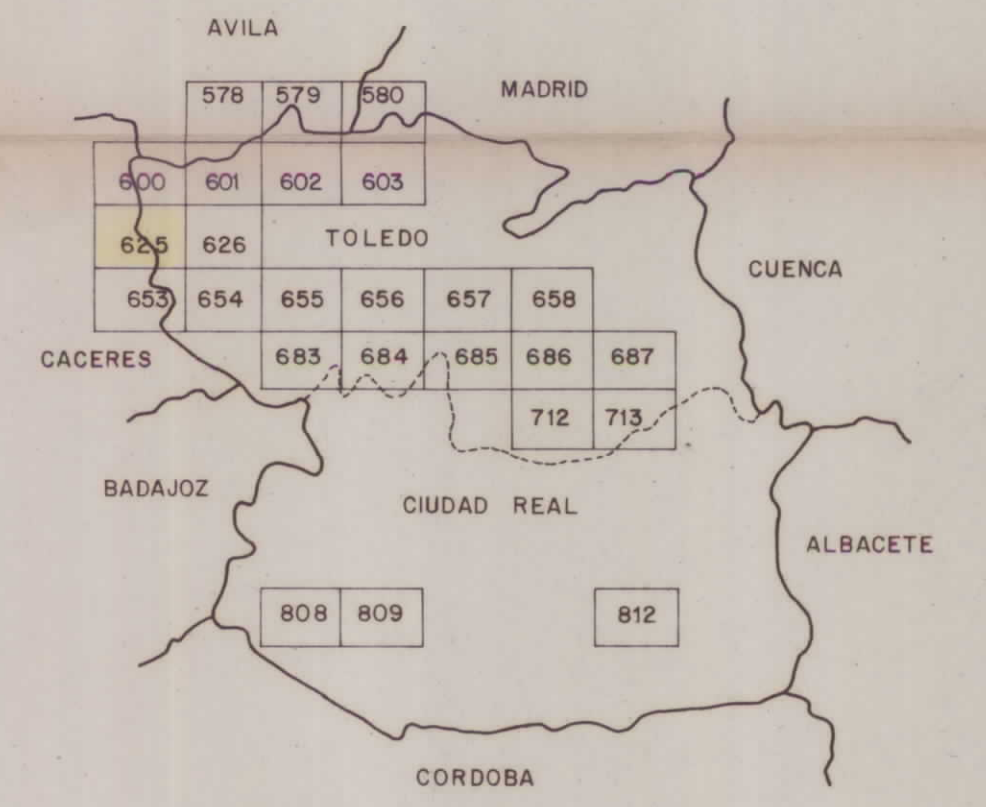 AVILA
MADRID
578 579 580
600 601 602 603
625 626 TOLEDO
CUENCA
653 654 655 656 657 658
CACERES 683 684 685 686 687
712 713
BADAJOZ
CIUDAD REAL
ALBACETE
808 809 812
CORDOBA